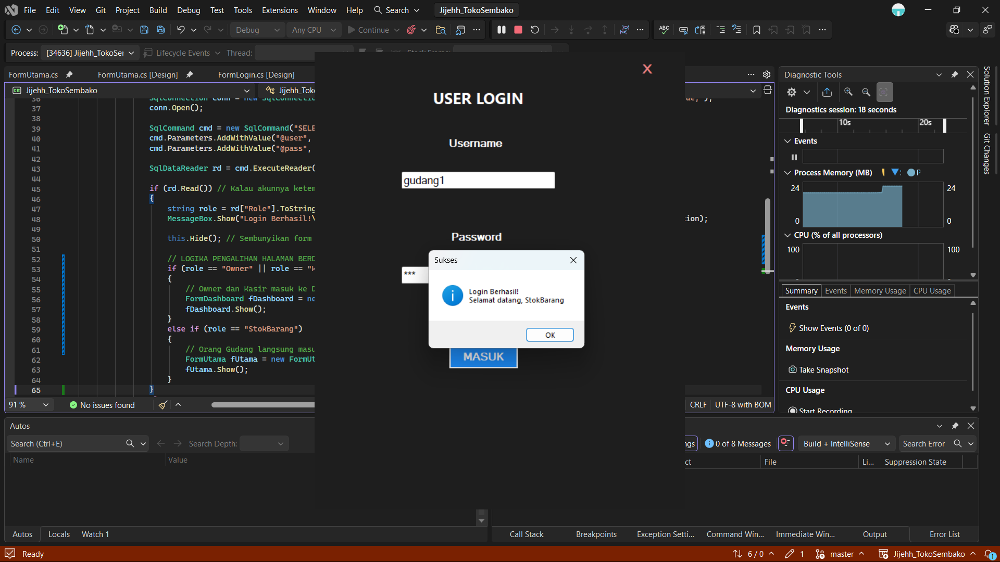 File Edit View Git Project Build Debug Test Tools Extensions Window Help Search Jijehh_TokoSembako
Debug Any CPU Continue
Process: [34636] Jijehh_TokoSer Lifecycle Events Thread:
FormUtama.cs FormUtama.cs [Design] FormLogin.cs [Design]
Jijehh_TokoSembako Jijehh_Toko
37 conn.Open();
38
39 SqlCommand cmd = new SqlCommand("SELE
40 cmd.Parameters.AddWithValue("@user",
41 cmd.Parameters.AddWithValue("@pass",
42
43 SqlDataReader rd = cmd.ExecuteReader(
44
45 if (rd.Read()) // Kalau akunnya ketem
46 {
47 string role = rd["Role"].ToString
48 MessageBox.Show("Login Berhasil!\ ion);
49
50 this.Hide(); // Sembunyikan form
51
52 // LOGIKA PENGALIHAN HALAMAN BERD
53 if (role == "Owner" || role == "K
54 {
55 // Owner dan Kasir masuk ke D
56 FormDashboard fDashboard = ne
57 fDashboard.Show();
58 }
59 else if (role == "StokBarang")
60 {
61 // Orang Gudang langsung masu
62 FormUtama fUtama = new FormUt
63 fUtama.Show();
64 }
65 }
91 % No issues found CRLF UTF-8 with BOM
X
USER LOGIN
Username
gudang1
Password
***
Sukses
Login Berhasil!
Selamat datang, StokBarang
OK
MASUK
Diagnostic Tools
Diagnostics session: 18 seconds
10s 20s
Events
Process Memory (MB) P
24 24
0 0
CPU (% of all processors)
100 100
Summary Events Memory Usage CPU Usage
Events
Show Events (0 of 0)
Memory Usage
Take Snapshot
CPU Usage
Start Recording
Solution Explorer
Git Changes
Autos
Search (Ctrl+E) Search Depth:
Name Value
Autos Locals Watch 1
ngs 0 of 8 Messages Build + IntelliSense Search Error
ct File Li... Suppression State
Call Stack Breakpoints Exception Setti... Command Win... Immediate Win... Output Error List
Ready 6 / 0 1 master Jijehh_TokoSembako 1